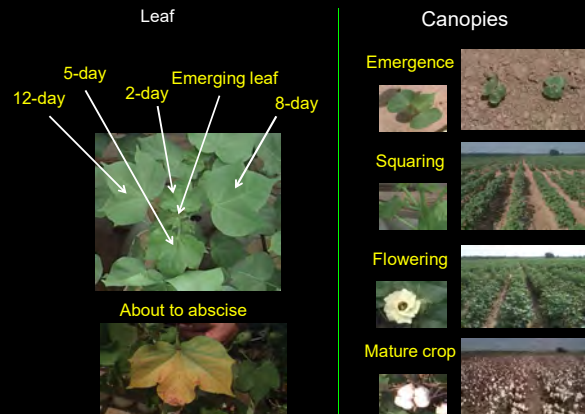 Leaf
5-day
Emerging leaf
12-day
2-day
8-day
About to abscise
Canopies
Emergence
Squaring
Flowering
Mature crop